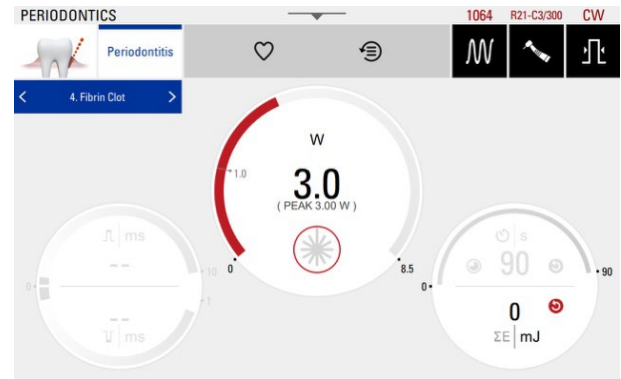 PERIODONTICS
1064 R21-C3/300 CW
Periodontitis
< 4. Fibrin Clot >
W
1.0
3.0
( PEAK 3.00 W )
0 8.5
ms
--
10
0
1
--
ms
s
90
0 90
0
ΣE mJ